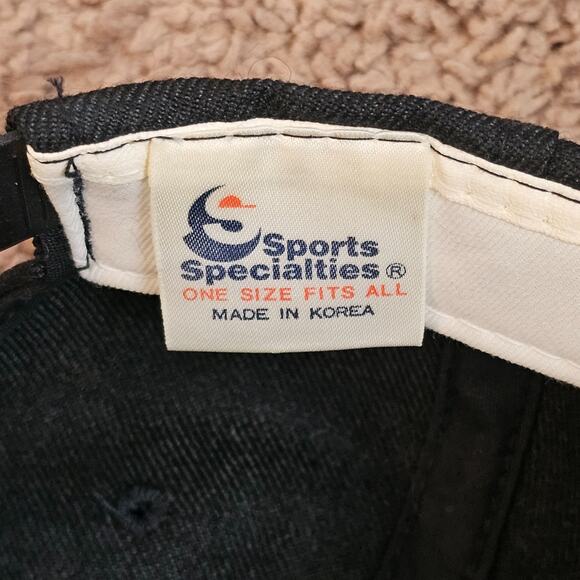 Sports
Specialties®
ONE SIZE FITS ALL
MADE IN KOREA